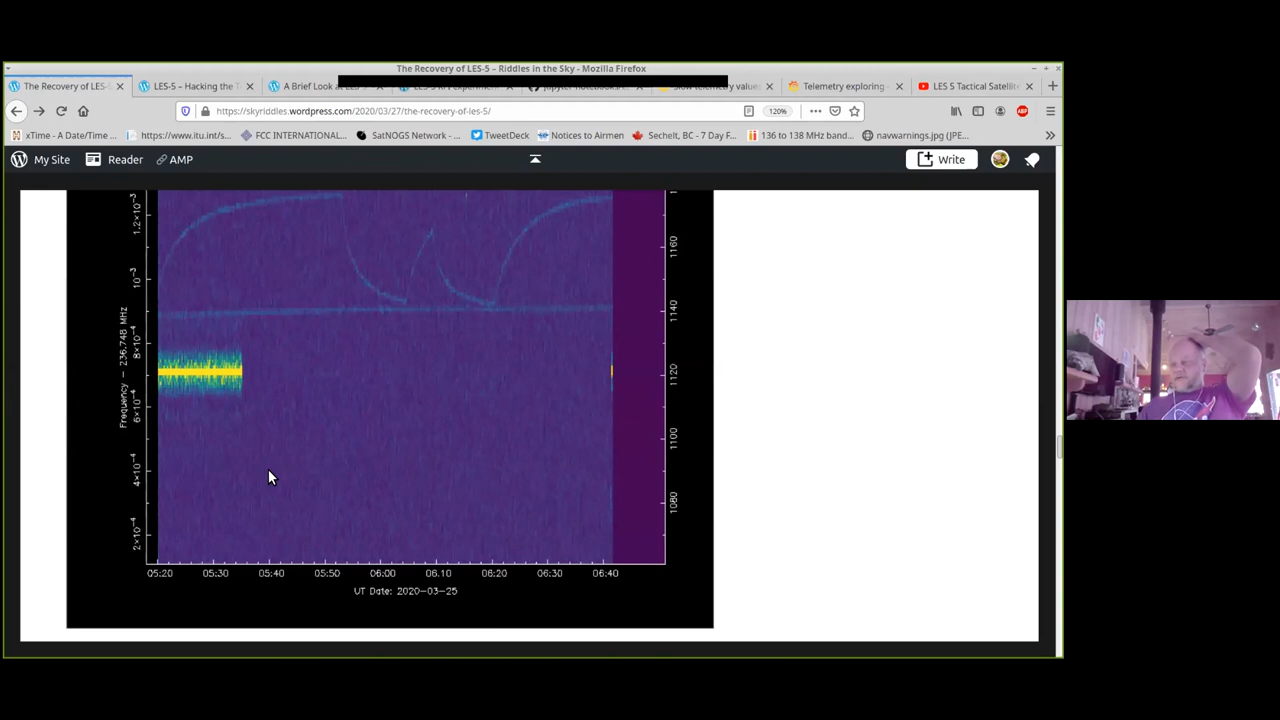 The Recovery of LES-5 – Riddles in the Sky - Mozilla Firefox
The Recovery of LES-5
LES-5 – Hacking the T
A Brief Look at LES-5
Telemetry exploring -
LES 5 Tactical Satellite
https://skyriddles.wordpress.com/2020/03/27/the-recovery-of-les-5/
120%
xTime - A Date/Time ...
https://www.itu.int/s...
FCC INTERNATIONAL...
SatNOGS Network - ...
TweetDeck
Notices to Airmen
Sechelt, BC - 7 Day F...
136 to 138 MHz band...
navwarnings.jpg (JPE...
My Site
Reader
AMP
Write
1.2×10⁻³
10⁻³
8×10⁻⁴
6×10⁻⁴
4×10⁻⁴
2×10⁻⁴
Frequency – 236.748 MHz
1160
1140
1120
1100
1080
05:20 05:30 05:40 05:50 06:00 06:10 06:20 06:30 06:40
UT Date: 2020-03-25